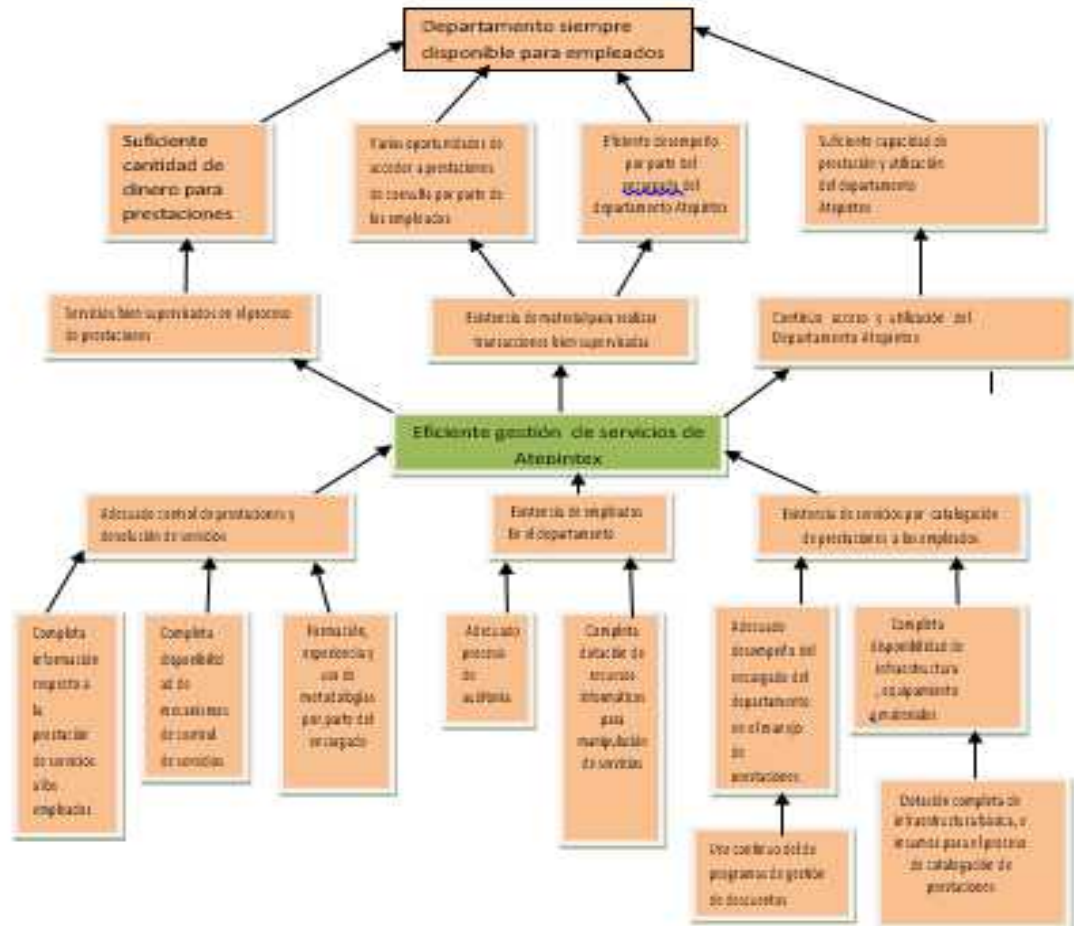 Departamento siempre
disponible para empleados
Suficiente
cantidad de
dinero para
prestaciones
Varias oportunidades de
acceder a prestaciones
de consulta por parte de
los empleados
Eficiente desempeño
por parte del
encargado del
departamento Atepintex
Suficiente capacidad de
prestación y utilización
del departamento
Atepintex
Servicios bien supervisados en el proceso
de prestaciones
Existencia de material para realizar
transacciones bien supervisadas
Continuo acceso y utilización del
Departamento Atepintex
Eficiente gestión de servicios de
Atepintex
Adecuado control de prestaciones y
devolución de servicios
Existencia de empleados
En el departamento
Existencia de servicios por catalogación
de prestaciones a los empleados
Completa
información
respecto a
la
prestación
de servicios
a los
empleados
Completa
disponibilid
ad de
mecanismos
de control
de servicios
Formación,
experiencia y
uso de
metodologías
por parte del
encargado
Adecuado
proceso
de
auditoria
Completa
dotación de
recursos
informáticos
para
manipulación
de servicios
Adecuado
desempeño del
encargado del
departamento
en el manejo
de
prestaciones
Completa
disponibilidad de
infraestructura
, equipamiento
y materiales
Uso continuo del de
programas de gestión
de descuentos
Dotación completa de
infraestructura básica, e
insumos para el proceso
de catalogación de
prestaciones